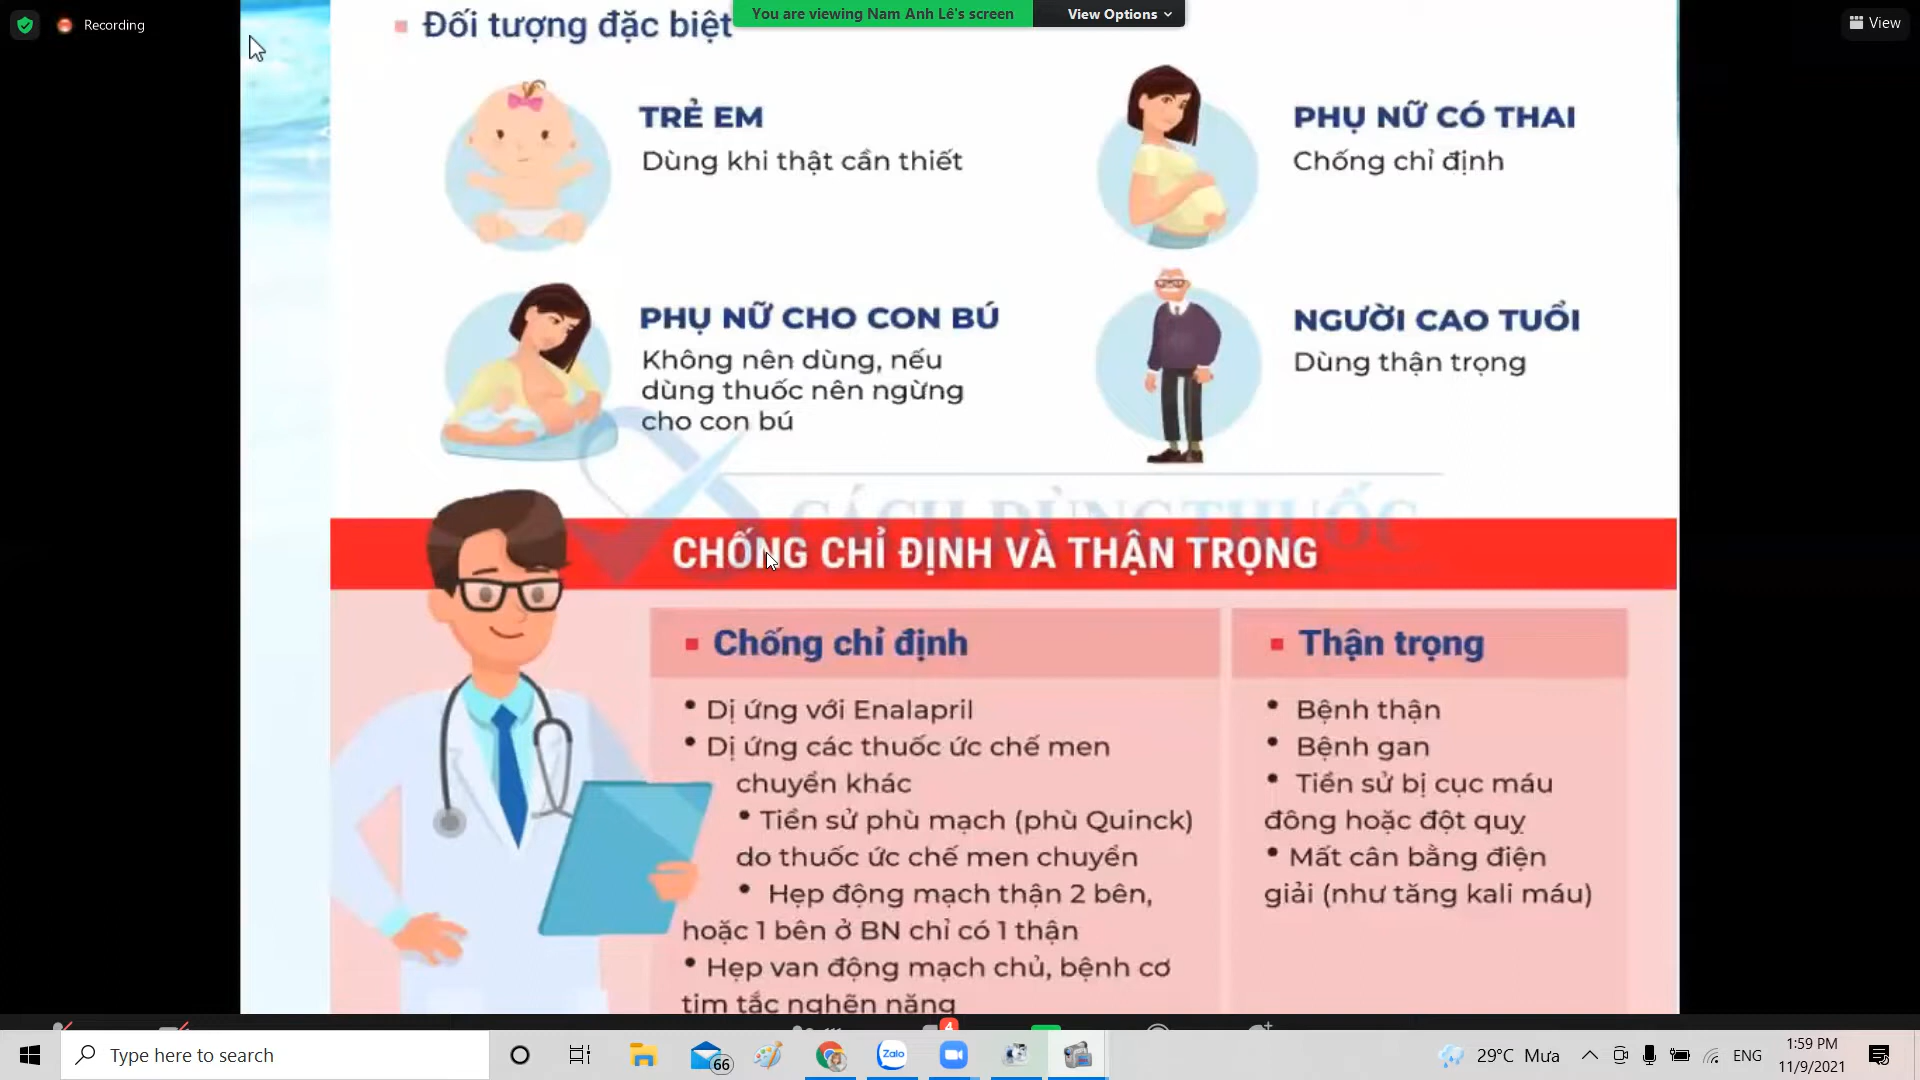 Recording
You are viewing Nam Anh Lê's screen
View Options
View
Đối tượng đặc biệt
TRẺ EM
Dùng khi thật cần thiết
PHỤ NỮ CÓ THAI
Chống chỉ định
PHỤ NỮ CHO CON BÚ
Không nên dùng, nếu
dùng thuốc nên ngừng
cho con bú
NGƯỜI CAO TUỔI
Dùng thận trọng
CÁCH DÙNG THUỐC
CHỐNG CHỈ ĐỊNH VÀ THẬN TRỌNG
Chống chỉ định
• Dị ứng với Enalapril
• Dị ứng các thuốc ức chế men
chuyển khác
• Tiền sử phù mạch (phù Quinck)
do thuốc ức chế men chuyển
• Hẹp động mạch thận 2 bên,
hoặc 1 bên ở BN chỉ có 1 thận
• Hẹp van động mạch chủ, bệnh cơ
tim tắc nghẽn nặng
Thận trọng
• Bệnh thận
• Bệnh gan
• Tiền sử bị cục máu
đông hoặc đột quỵ
• Mất cân bằng điện
giải (như tăng kali máu)
4
Type here to search
66
Zalo
29°C Mưa
ENG
1:59 PM
11/9/2021